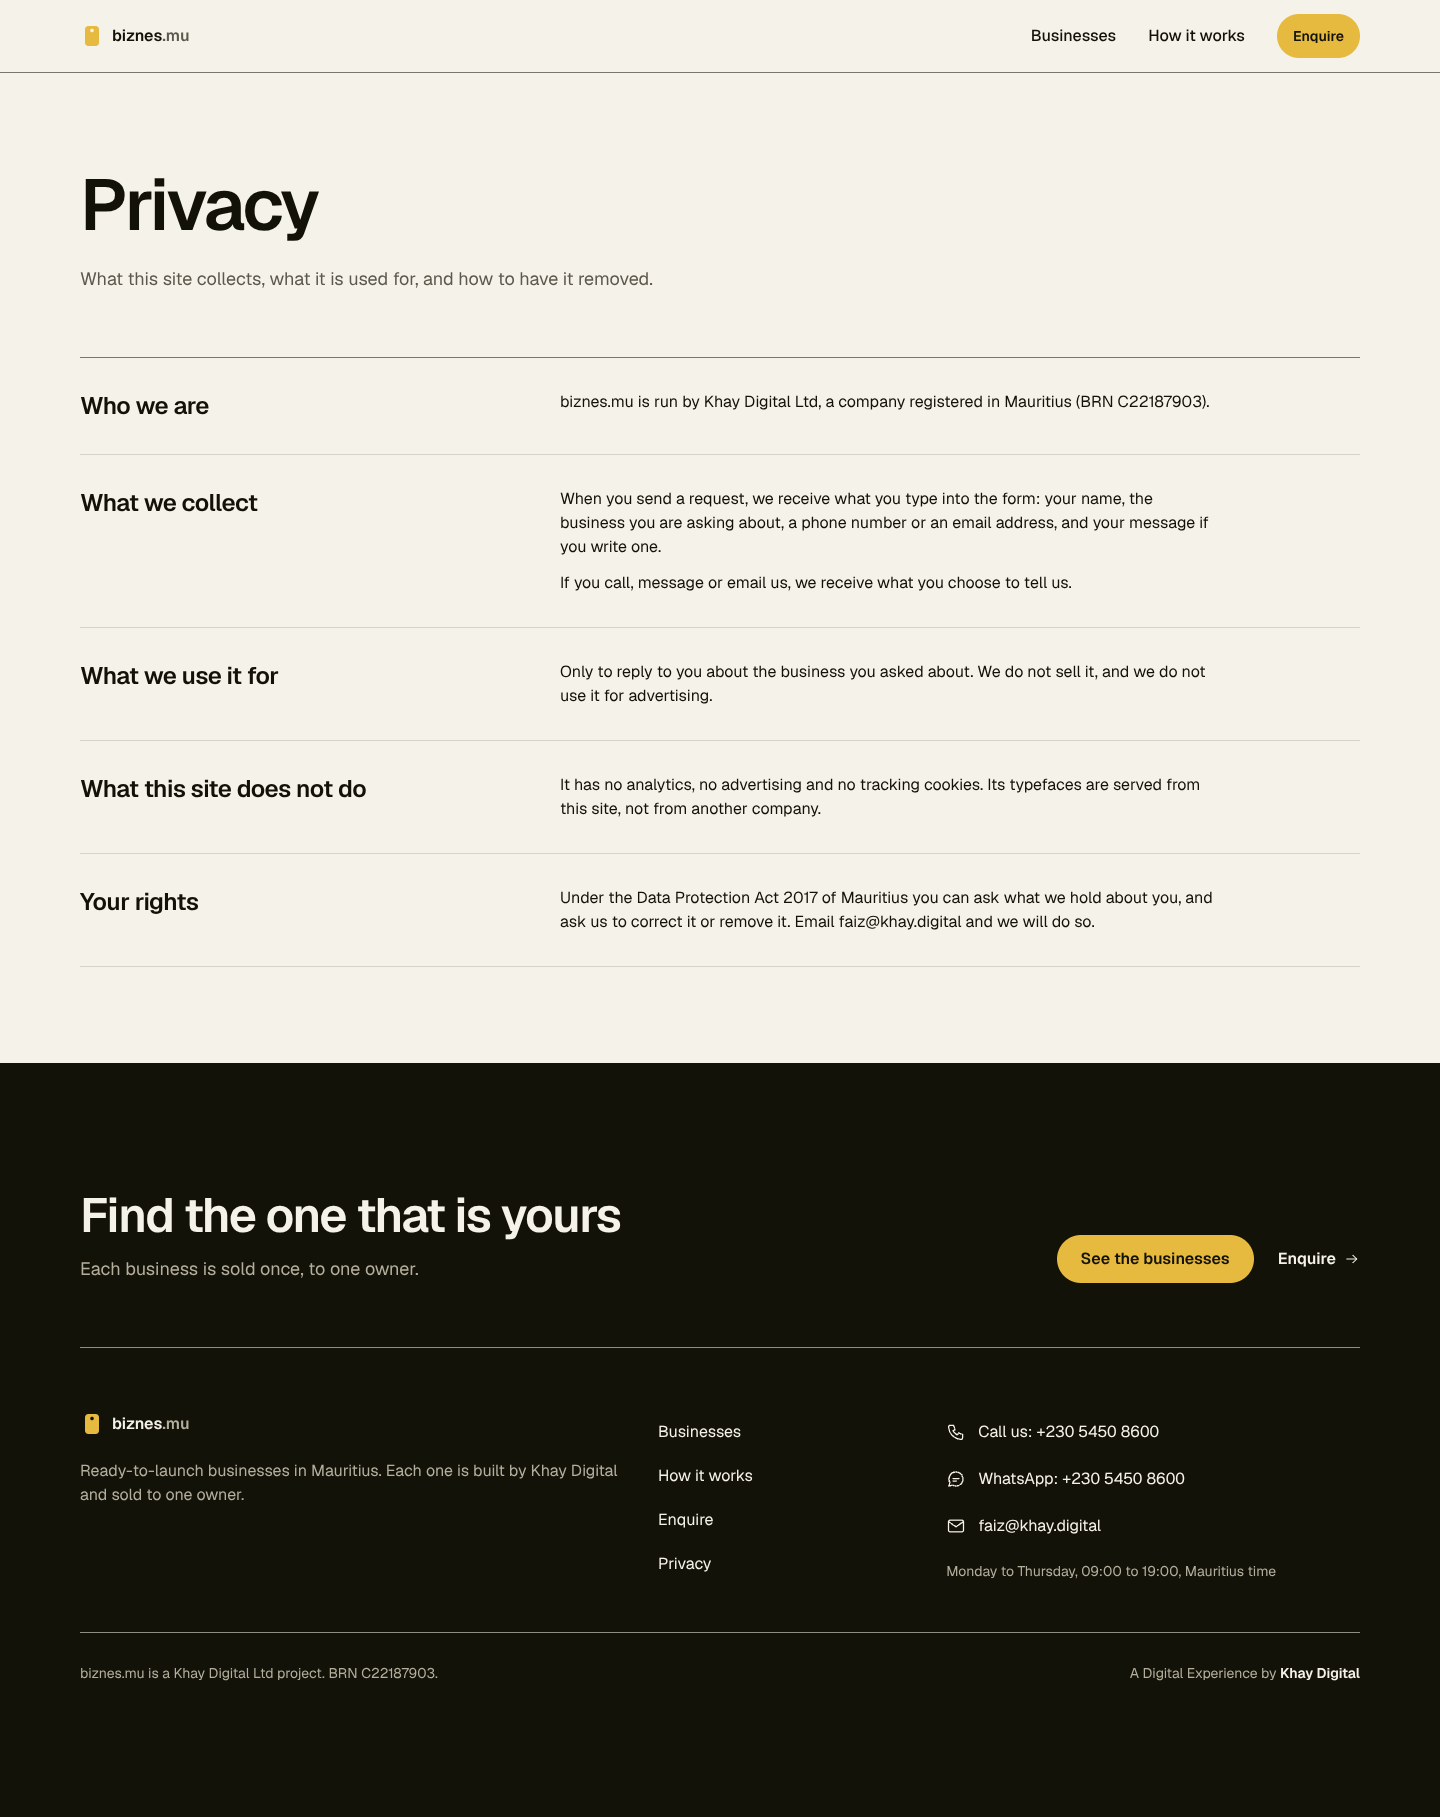 biznes.mu
Businesses
How it works
Enquire
Privacy
What this site collects, what it is used for, and how to have it removed.
Who we are
biznes.mu is run by Khay Digital Ltd, a company registered in Mauritius (BRN C22187903).
What we collect
When you send a request, we receive what you type into the form: your name, the
business you are asking about, a phone number or an email address, and your message if
you write one.
If you call, message or email us, we receive what you choose to tell us.
What we use it for
Only to reply to you about the business you asked about. We do not sell it, and we do not
use it for advertising.
What this site does not do
It has no analytics, no advertising and no tracking cookies. Its typefaces are served from
this site, not from another company.
Your rights
Under the Data Protection Act 2017 of Mauritius you can ask what we hold about you, and
ask us to correct it or remove it. Email faiz@khay.digital and we will do so.
Find the one that is yours
Each business is sold once, to one owner.
See the businesses
Enquire →
biznes.mu
Ready-to-launch businesses in Mauritius. Each one is built by Khay Digital
and sold to one owner.
Businesses
How it works
Enquire
Privacy
Call us: +230 5450 8600
WhatsApp: +230 5450 8600
faiz@khay.digital
Monday to Thursday, 09:00 to 19:00, Mauritius time
biznes.mu is a Khay Digital Ltd project. BRN C22187903.
A Digital Experience by Khay Digital